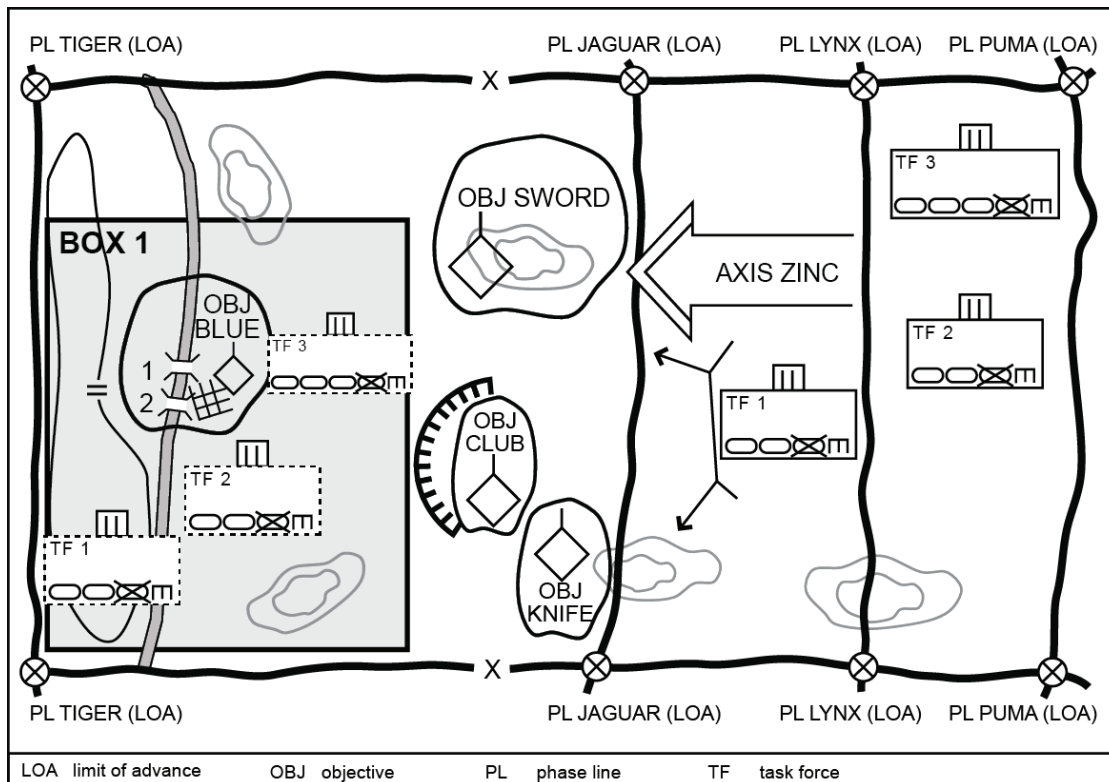 PL TIGER (LOA)
PL JAGUAR (LOA)
PL LYNX (LOA)
PL PUMA (LOA)
X
TF 3
E
OBJ SWORD
BOX 1
AXIS ZINC
OBJ
BLUE
TF 3
E
1
2
TF 2
E
TF 1
E
OBJ
CLUB
TF 2
E
TF 1
E
OBJ
KNIFE
X
PL TIGER (LOA)
PL JAGUAR (LOA)
PL LYNX (LOA)
PL PUMA (LOA)
LOA limit of advance OBJ objective PL phase line TF task force